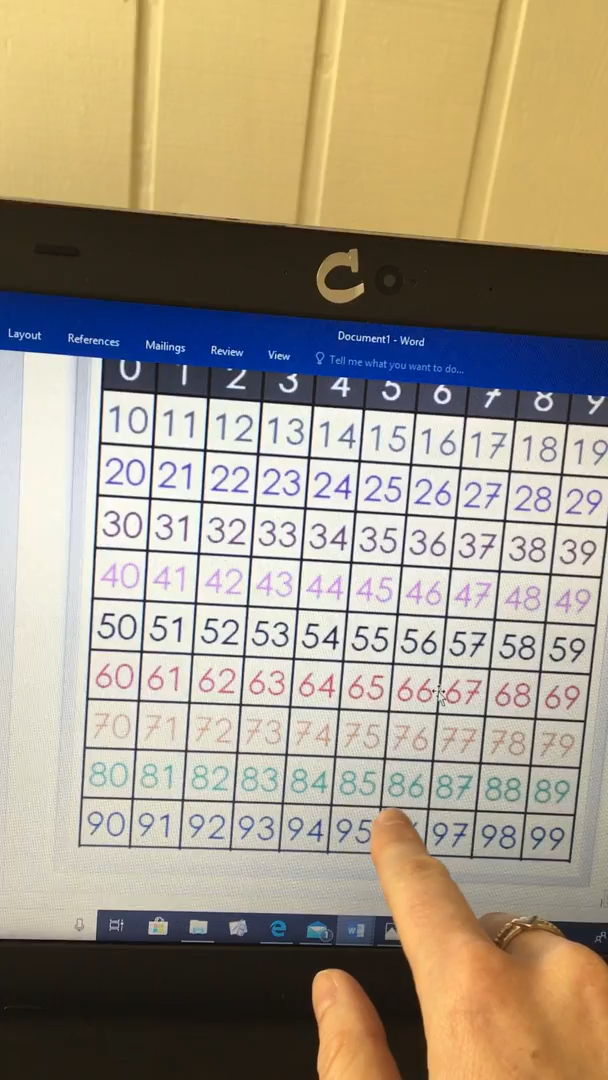 Document1 - Word
Layout References Mailings Review View Tell me what you want to do...
0 1 2 3 4 5 6 7 8 9
10 11 12 13 14 15 16 17 18 19
20 21 22 23 24 25 26 27 28 29
30 31 32 33 34 35 36 37 38 39
40 41 42 43 44 45 46 47 48 49
50 51 52 53 54 55 56 57 58 59
60 61 62 63 64 65 66 67 68 69
70 71 72 73 74 75 76 77 78 79
80 81 82 83 84 85 86 87 88 89
90 91 92 93 94 95 97 98 99